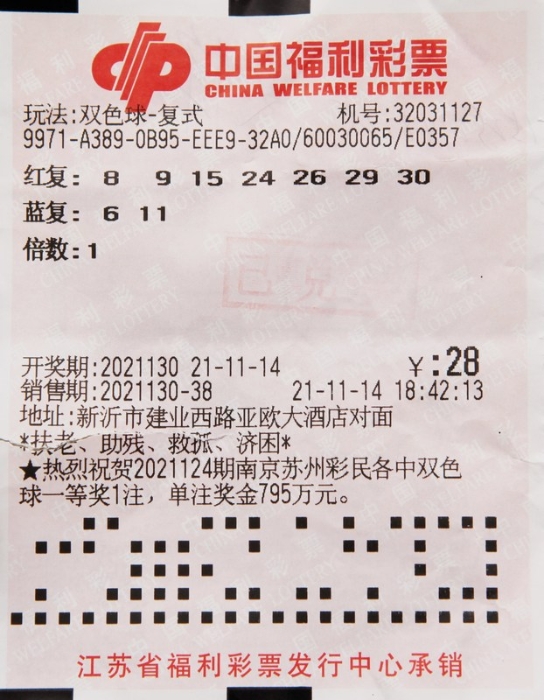 中国福利彩票
CHINA WELFARE LOTTERY
玩法:双色球-复式 机号:32031127
9971-A389-0B95-EEE9-32A0/60030065/E0357
红复: 8 9 15 24 26 29 30
蓝复: 6 11
倍数:1
开奖期:2021130 21-11-14 ￥:28
销售期:2021130-38 21-11-14 18:42:13
地址:新沂市建业西路亚欧大酒店对面
*扶老、助残、救孤、济困*
★热烈祝贺2021124期南京苏州彩民各中双色
球一等奖1注，单注奖金795万元。
江苏省福利彩票发行中心承销